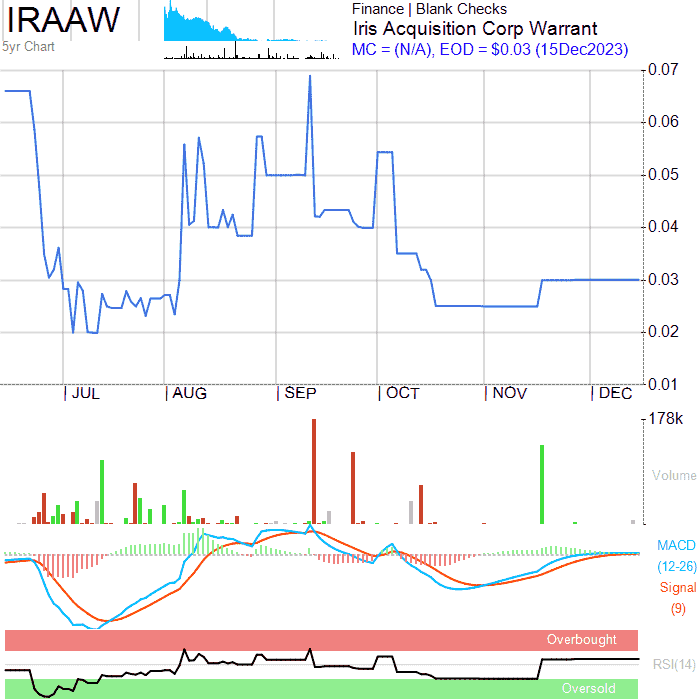 IRAAW
5yr Chart
Finance | Blank Checks
Iris Acquisition Corp Warrant
MC = (N/A), EOD = $0.03 (15Dec2023)
0.07
0.06
0.05
0.04
0.03
0.02
0.01
JUL AUG SEP OCT NOV DEC
178k
Volume
MACD
(12-26)
Signal
(9)
Overbought
RSI(14)
Oversold